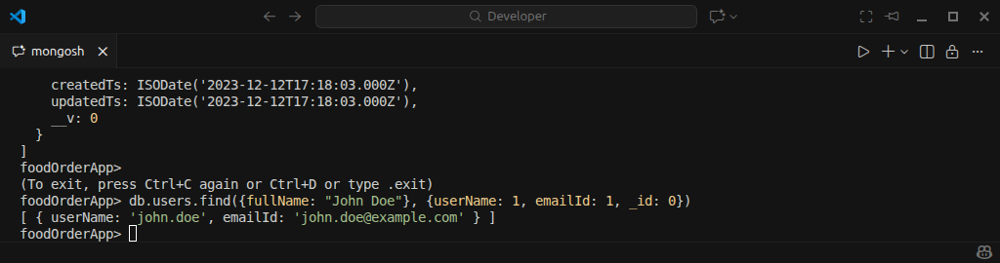 Developer
mongosh
createdTs: ISODate('2023-12-12T17:18:03.000Z'),
updatedTs: ISODate('2023-12-12T17:18:03.000Z'),
__v: 0
}
]
foodOrderApp>
(To exit, press Ctrl+C again or Ctrl+D or type .exit)
foodOrderApp> db.users.find({fullName: "John Doe"}, {userName: 1, emailId: 1, _id: 0})
[ { userName: 'john.doe', emailId: 'john.doe@example.com' } ]
foodOrderApp>